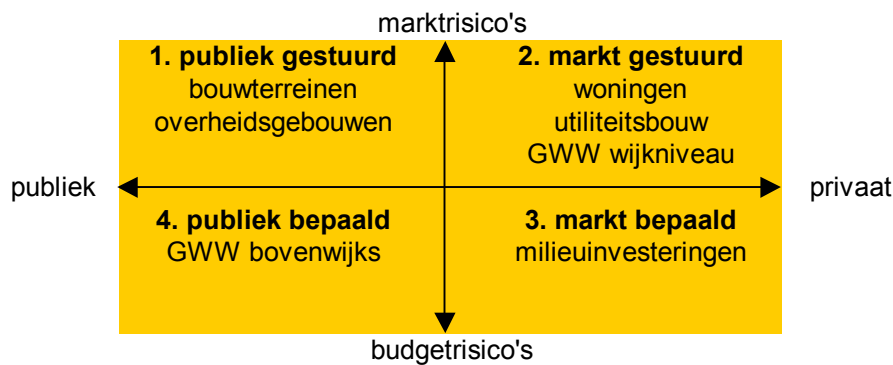 marktrisico's
1. publiek gestuurd
bouwterreinen
overheidsgebouwen
2. markt gestuurd
woningen
utiliteitsbouw
GWW wijkniveau
publiek
privaat
4. publiek bepaald
GWW bovenwijks
3. markt bepaald
milieuinvesteringen
budgetrisico's